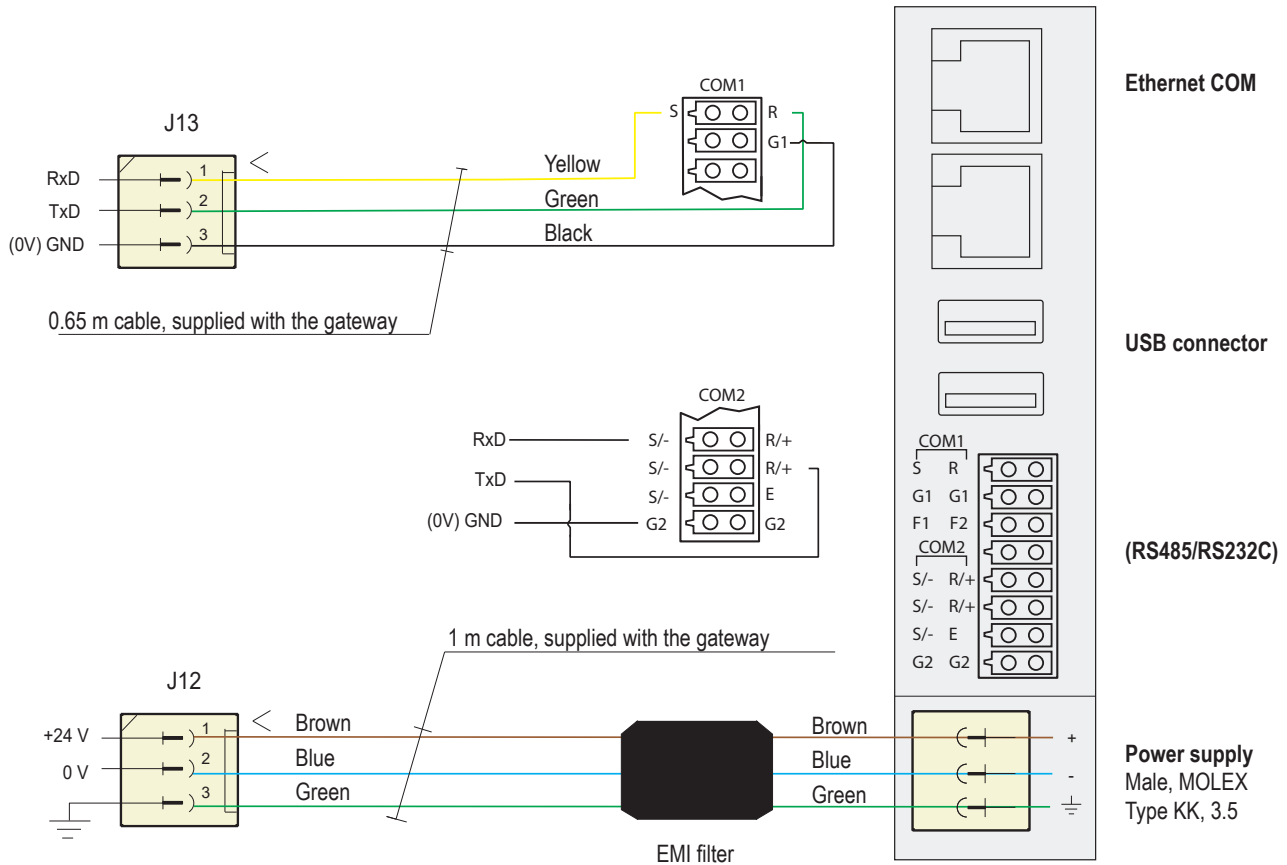 Ethernet COM
COM1
J13
S
R
G1
1
Yellow
RxD
2
Green
TxD
3
Black
(0V) GND
0.65 m cable, supplied with the gateway
USB connector
COM2
RxD
S/-
R/+
TxD
S/-
R/+
S/-
E
(0V) GND
G2
G2
COM1
S R
G1 G1
F1 F2
COM2
S/- R/+
S/- R/+
S/- E
G2 G2
(RS485/RS232C)
1 m cable, supplied with the gateway
J12
+24 V
1
Brown
Brown
+
0 V
2
Blue
Blue
-
3
Green
Green
EMI filter
Power supply
Male, MOLEX
Type KK, 3.5